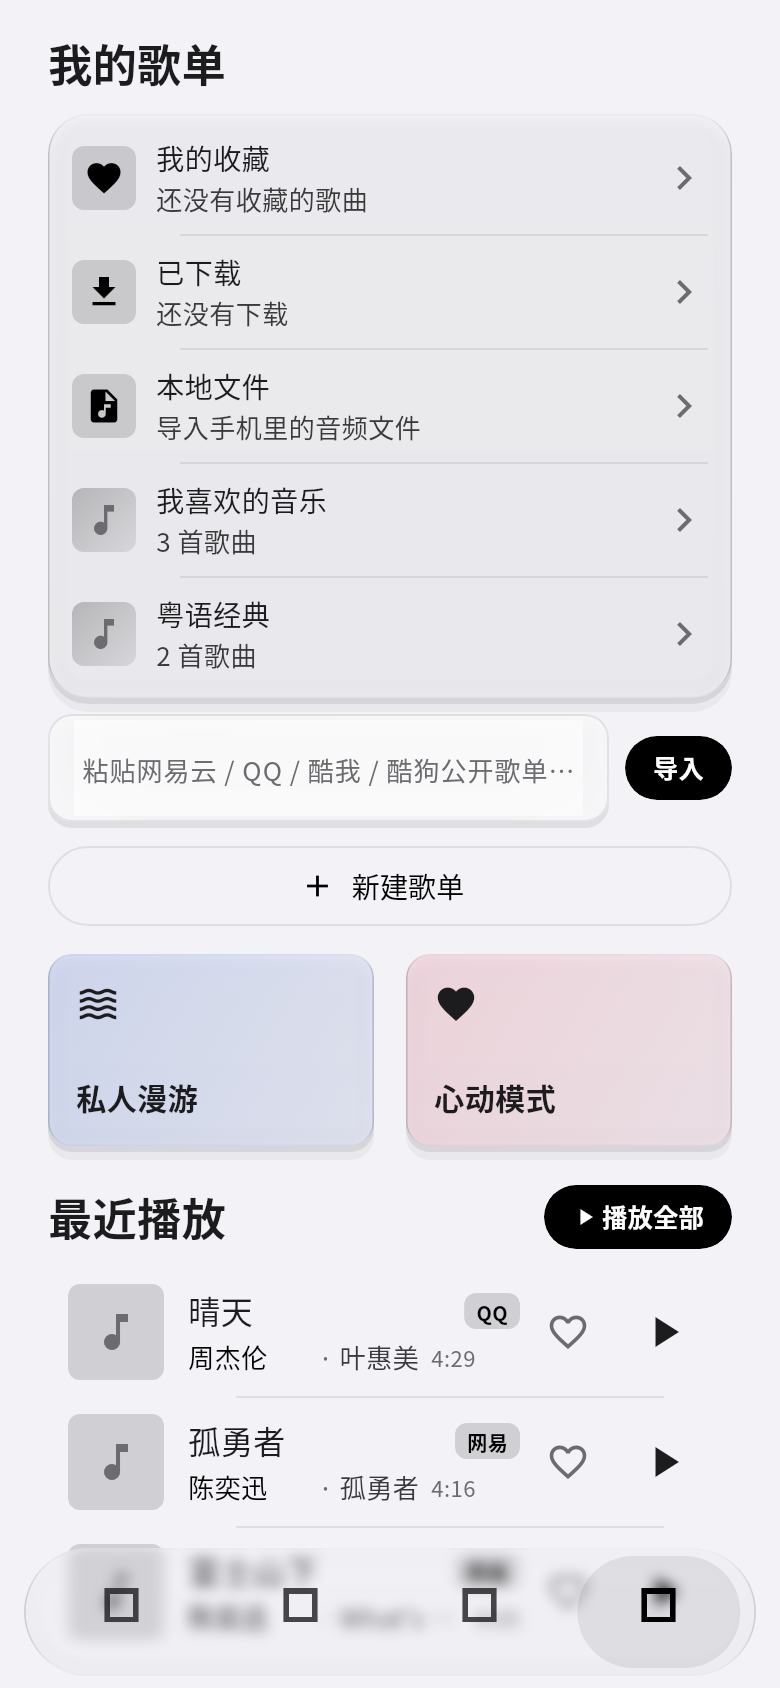 我的歌单
我的收藏
还没有收藏的歌曲
已下载
还没有下载
本地文件
导入手机里的音频文件
我喜欢的音乐
3 首歌曲
粤语经典
2 首歌曲
粘贴网易云 / QQ / 酷我 / 酷狗公开歌单…
导入
新建歌单
私人漫游
心动模式
最近播放
播放全部
晴天
QQ
周杰伦 · 叶惠美 4:29
孤勇者
网易
陈奕迅 · 孤勇者 4:16
富士山下